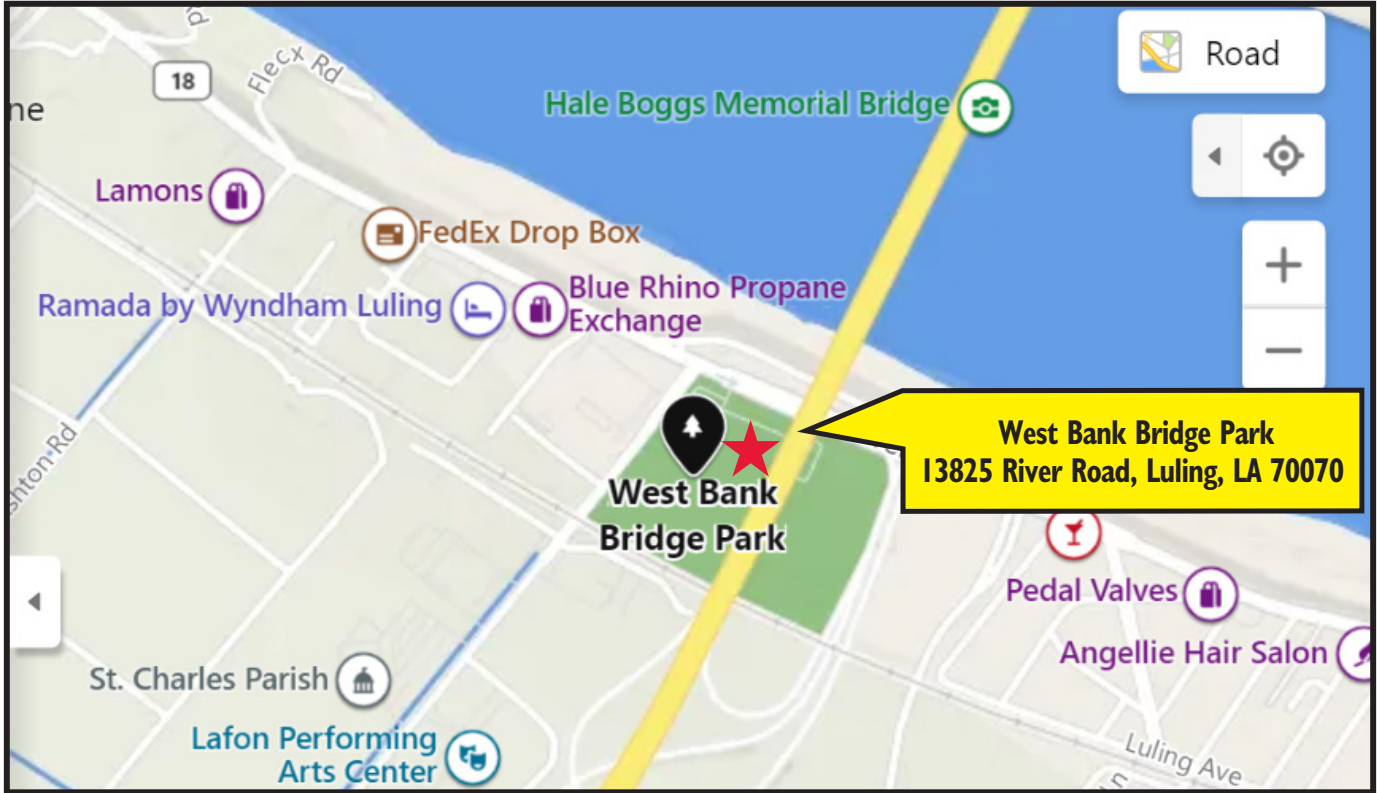 Road
18
Flecx Rd
ne
Hale Boggs Memorial Bridge
Lamons
FedEx Drop Box
Ramada by Wyndham Luling
Blue Rhino Propane
Exchange
West Bank Bridge Park
13825 River Road, Luling, LA 70070
West Bank
Bridge Park
shton Rd
Pedal Valves
Angellie Hair Salon
St. Charles Parish
Lafon Performing
Arts Center
Luling Ave